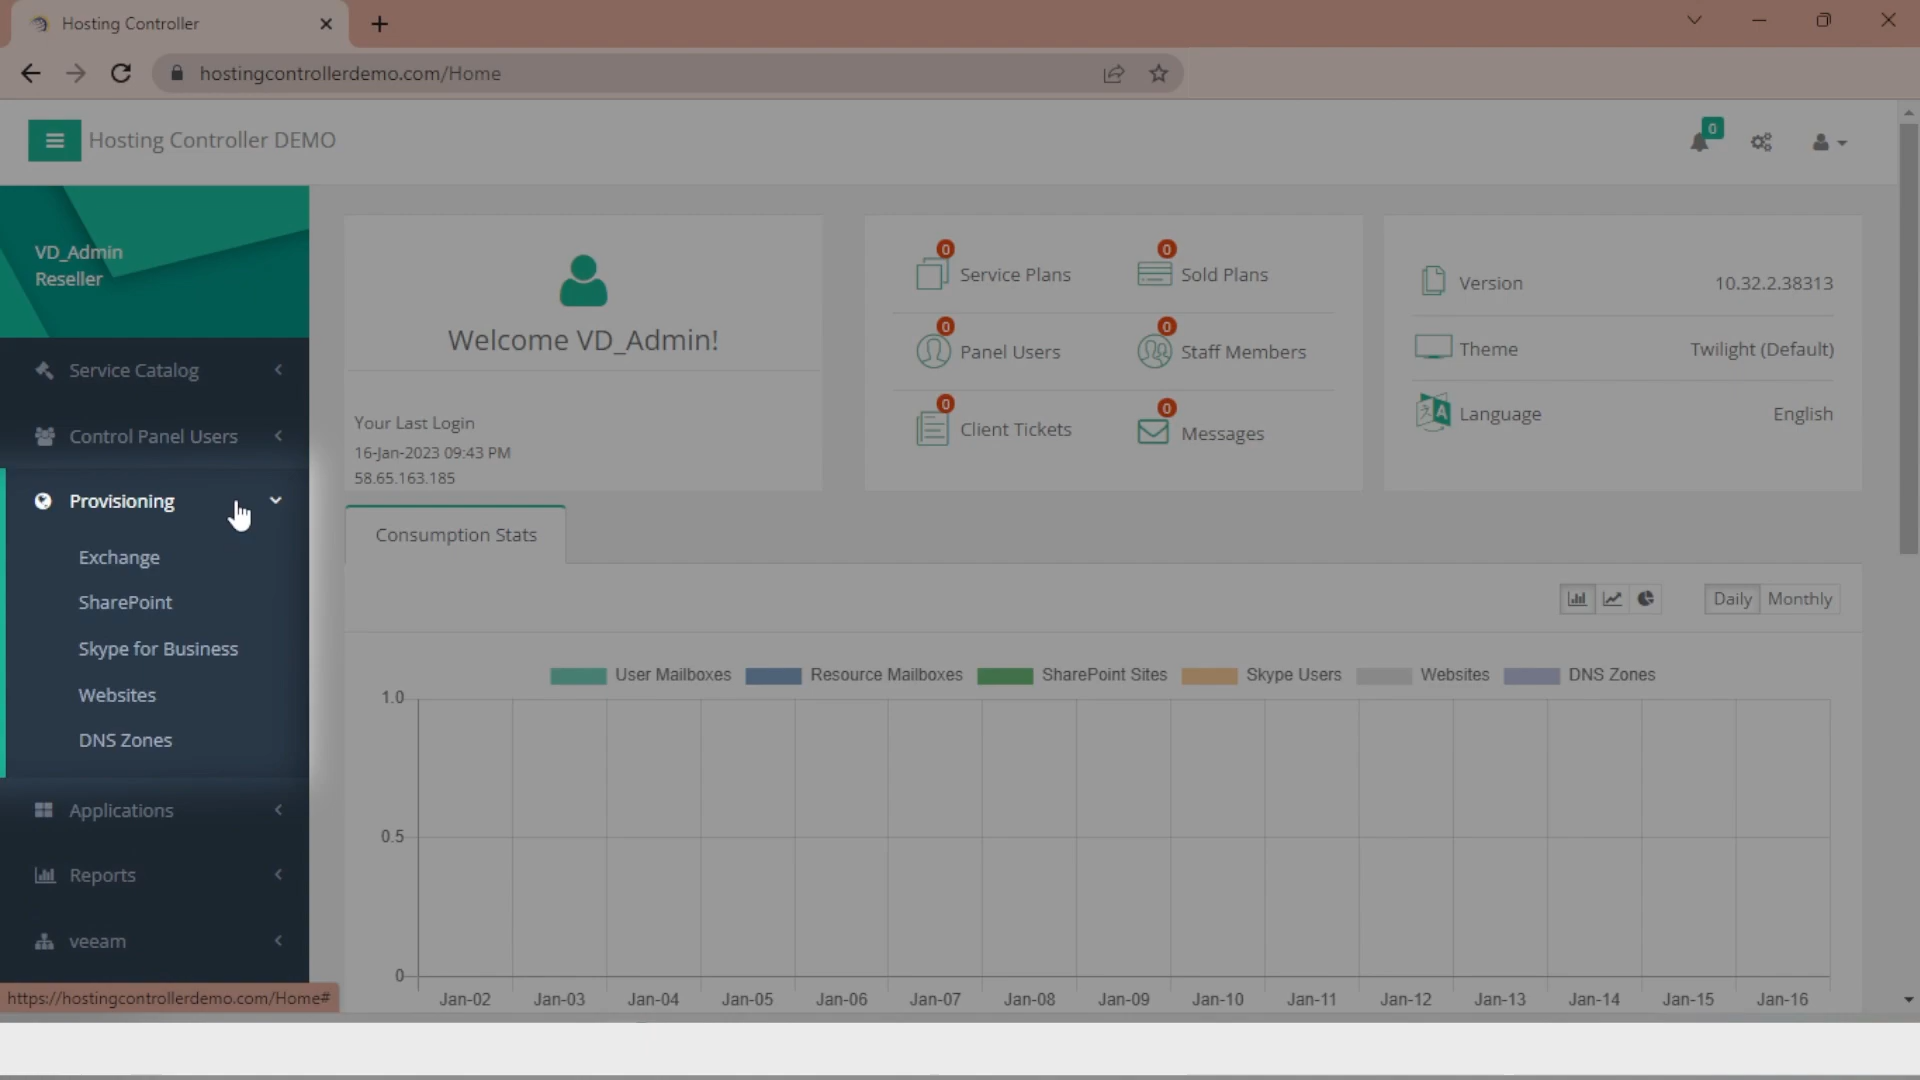 Hosting Controller
hostingcontrollerdemo.com/Home
Hosting Controller DEMO
0
VD_Admin
Reseller
Service Catalog
Control Panel Users
Provisioning
Exchange
SharePoint
Skype for Business
Websites
DNS Zones
Applications
Reports
veeam
https://hostingcontrollerdemo.com/Home#
Welcome VD_Admin!
Your Last Login
16-Jan-2023 09:43 PM
58.65.163.185
0 0
Service Plans Sold Plans
0 0
Panel Users Staff Members
0 0
Client Tickets Messages
Version 10.32.2.38313
Theme Twilight (Default)
Language English
Consumption Stats
Daily Monthly
User Mailboxes Resource Mailboxes SharePoint Sites Skype Users Websites DNS Zones
1.0
0.5
0
Jan-02 Jan-03 Jan-04 Jan-05 Jan-06 Jan-07 Jan-08 Jan-09 Jan-10 Jan-11 Jan-12 Jan-13 Jan-14 Jan-15 Jan-16